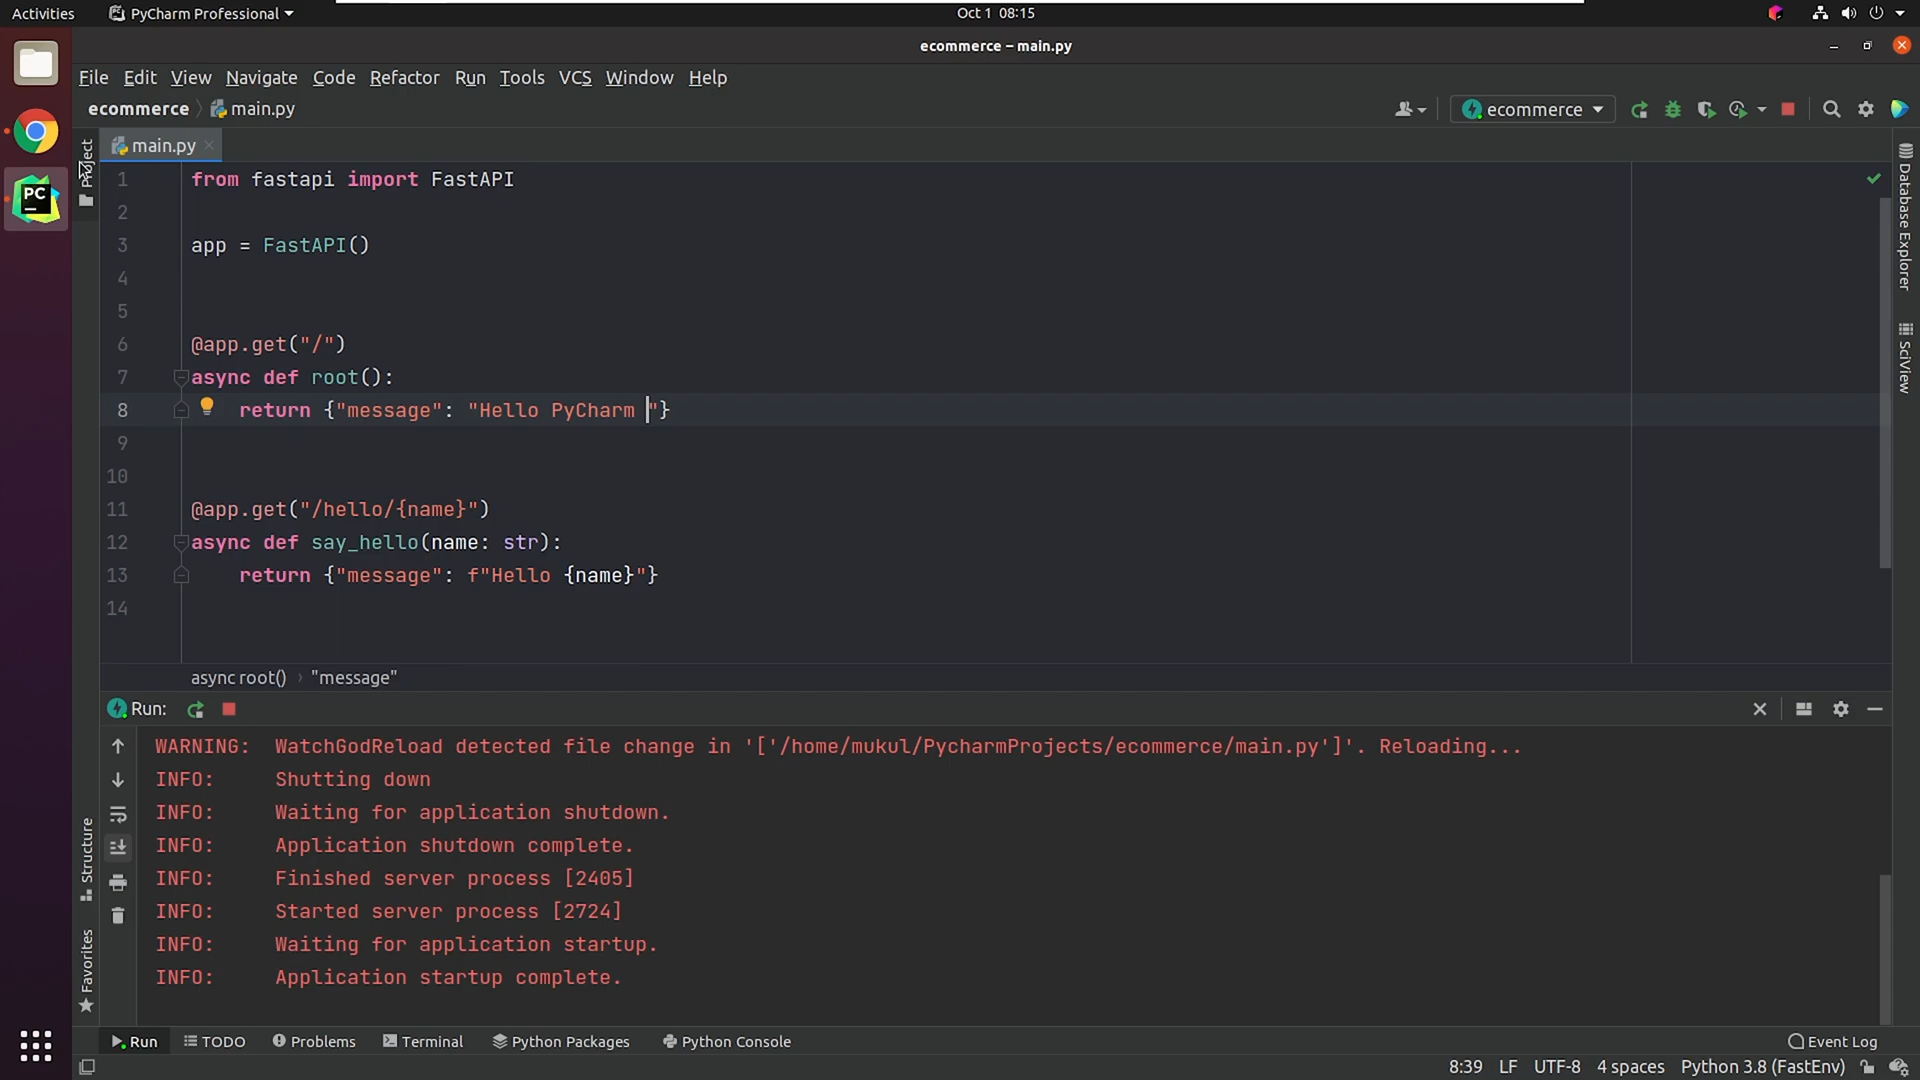 Activities PyCharm Professional Oct 1 08:15
ecommerce – main.py
File Edit View Navigate Code Refactor Run Tools VCS Window Help
ecommerce main.py ecommerce
Project
main.py
1 from fastapi import FastAPI
2
3 app = FastAPI()
4
5
6 @app.get("/")
7 async def root():
8 return {"message": "Hello PyCharm "}
9
10
11 @app.get("/hello/{name}")
12 async def say_hello(name: str):
13 return {"message": f"Hello {name}"}
14
async root() › "message"
Database Explorer
SciView
PC
Run:
WARNING: WatchGodReload detected file change in '['/home/mukul/PycharmProjects/ecommerce/main.py']'. Reloading...
INFO: Shutting down
INFO: Waiting for application shutdown.
INFO: Application shutdown complete.
INFO: Finished server process [2405]
INFO: Started server process [2724]
INFO: Waiting for application startup.
INFO: Application startup complete.
Structure
Favorites
Run TODO Problems Terminal Python Packages Python Console Event Log
8:39 LF UTF-8 4 spaces Python 3.8 (FastEnv)